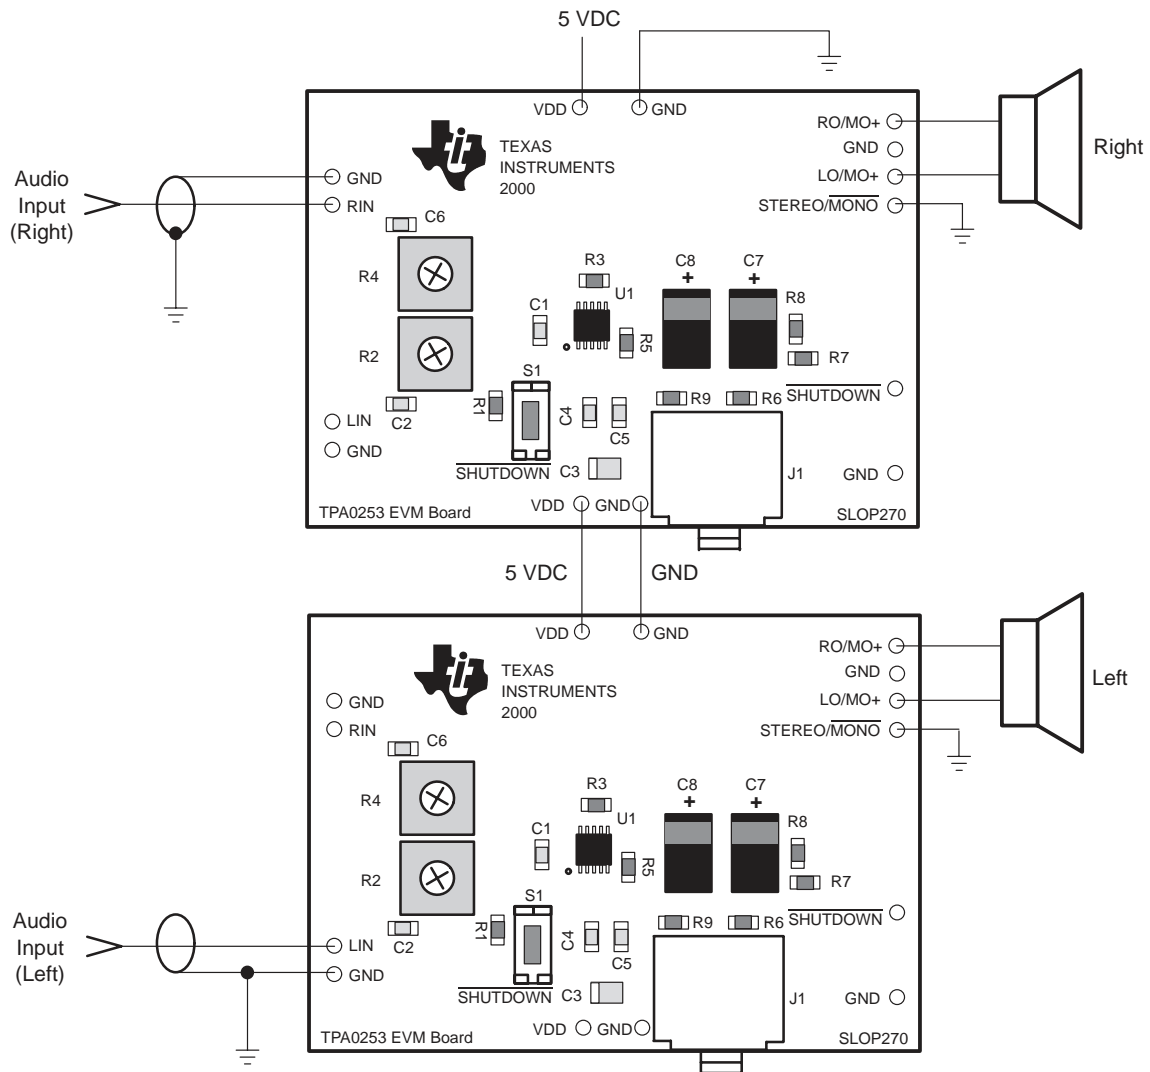 5 VDC
VDD
GND
TEXAS
INSTRUMENTS
2000
RO/MO+
GND
LO/MO+
STEREO/MONO
Right
Audio
Input
(Right)
GND
RIN
C6
R4
R3
U1
C8
+
C7
+
R8
C1
R5
R7
R2
S1
R1
C4
C5
R9
R6
SHUTDOWN
C2
LIN
GND
SHUTDOWN
C3
J1
GND
VDD
GND
TPA0253 EVM Board
SLOP270
5 VDC
GND
VDD
GND
TEXAS
INSTRUMENTS
2000
RO/MO+
GND
LO/MO+
STEREO/MONO
Left
GND
RIN
C6
R4
R3
U1
C8
+
C7
+
R8
C1
R5
R7
R2
S1
R1
C4
C5
R9
R6
SHUTDOWN
C2
Audio
Input
(Left)
LIN
GND
SHUTDOWN
C3
J1
GND
VDD
GND
TPA0253 EVM Board
SLOP270